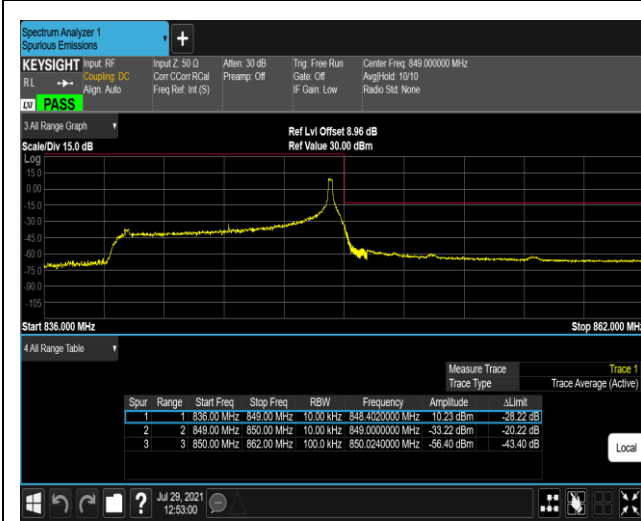 Spectrum Analyzer 1
Spurious Emissions
+
KEYSIGHT Input: RF Input Z: 50 Ω Atten: 30 dB Trig: Free Run Center Freq: 849.000000 MHz
RL Coupling: DC Corr CCorr RCal Preamp: Off Gate: Off Avg|Hold: 10/10
Align: Auto Freq Ref: Int (S) IF Gain: Low Radio Std: None
LXI PASS
3 All Range Graph
Ref Lvl Offset 8.96 dB
Scale/Div 15.0 dB Ref Value 30.00 dBm
Log
15.0
0.00
-15.0
-30.0
-45.0
-60.0
-75.0
-90.0
-105
Start 836.000 MHz Stop 862.000 MHz
4 All Range Table
Measure Trace Trace 1
Trace Type Trace Average (Active)
Spur Range Start Freq Stop Freq RBW Frequency Amplitude ΔLimit
1 1 836.00 MHz 849.00 MHz 10.00 kHz 848.4020000 MHz 10.23 dBm -28.22 dB
2 2 849.00 MHz 850.00 MHz 10.00 kHz 849.0000000 MHz -33.22 dBm -20.22 dB
3 3 850.00 MHz 862.00 MHz 100.0 kHz 850.0240000 MHz -56.40 dBm -43.40 dB
Local
? Jul 29, 2021
12:53:00